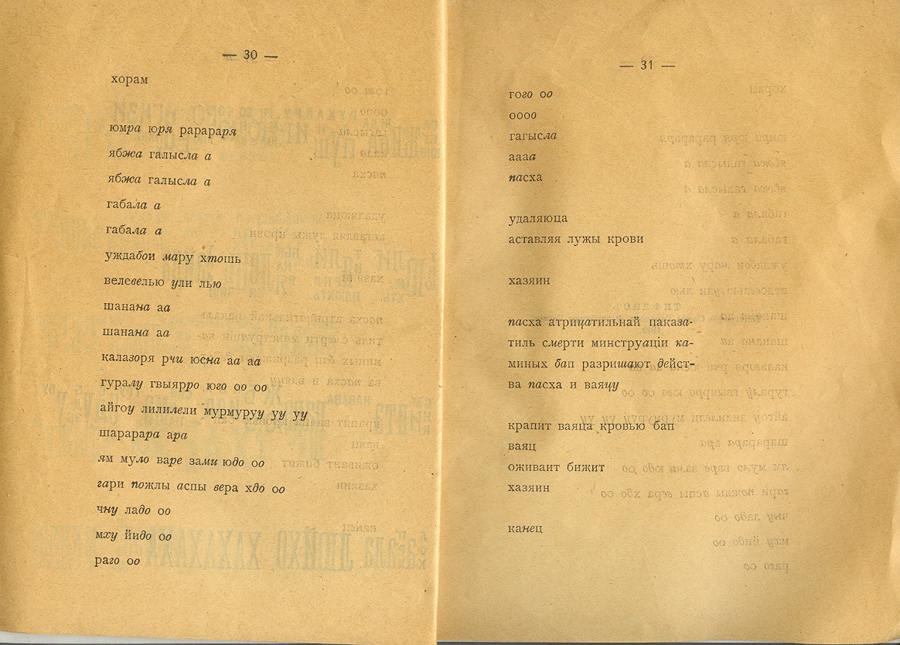 — 30 —
хорам
юмра юря рарараря
ябжа галысла а
ябжа галысла а
габала а
габала а
уждабои мару хтошь
велевелью ули лью
шанана аа
шанана аа
калазоря рчи юсна аа аа
гуралу гвыярро юго оо оо
айгоу лилилели мурмуруу уу уу
шарарара ара
ям муло варе зами юдо оо
гари пожлы аспы вера хдо оо
чну ладо оо
мху йидо оо
раго оо
— 31 —
гого оо
оооо
гагысла
аааа
пасха
удаляюца
аставляя лужы крови
хазяин
пасха атрицатильнай паказа-
тиль смерти минструаціи ка-
миных бап разришают дейст-
ва пасха и ваяцу
крапит ваяца кровью бап
ваяц
оживаит бижит
хазяин
канец